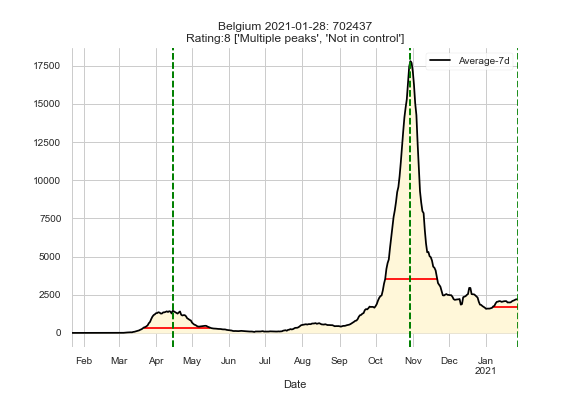 Belgium 2021-01-28: 702437
Rating:8 ['Multiple peaks', 'Not in control']
Average-7d
17500
15000
12500
10000
7500
5000
2500
0
Feb Mar Apr May Jun Jul Aug Sep Oct Nov Dec Jan
2021
Date